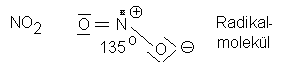 NO₂ O = N ⊕ Radikal-
135° O ⊖ molekül